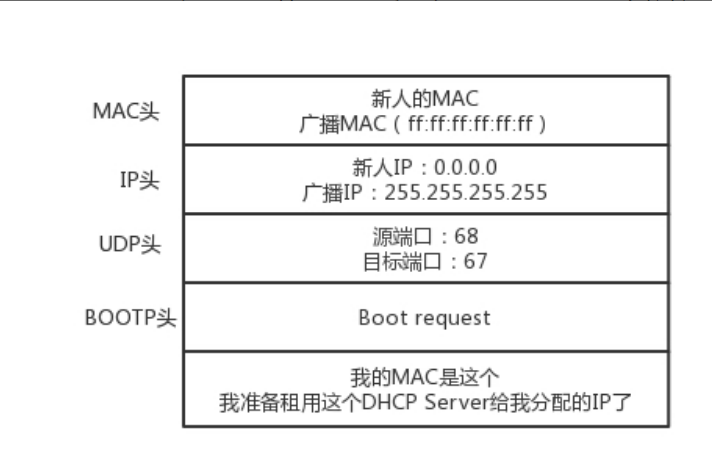 MAC头
新人的MAC
广播MAC（ff:ff:ff:ff:ff:ff）
IP头
新人IP：0.0.0.0
广播IP：255.255.255.255
UDP头
源端口：68
目标端口：67
BOOTP头
Boot request
我的MAC是这个
我准备租用这个DHCP Server给我分配的IP了